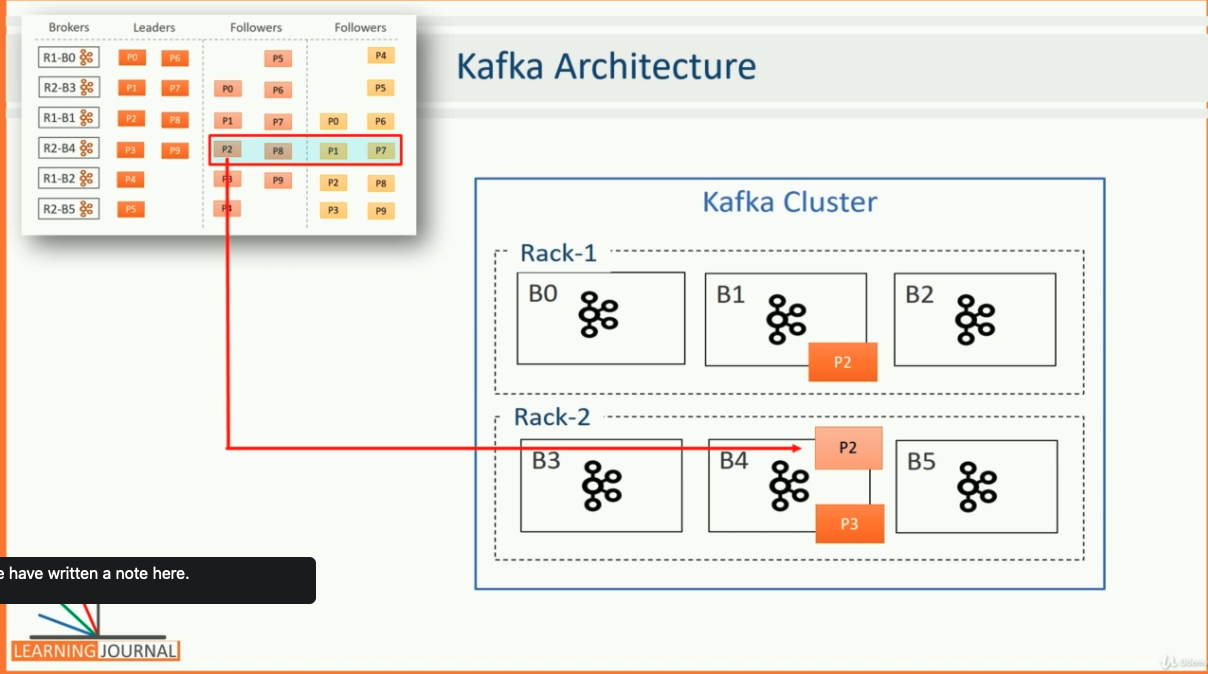 Brokers Leaders Followers Followers
R1-B0 P0 P6 P5 P4
R2-B3 P1 P7 P0 P6 P5
R1-B1 P2 P8 P1 P7 P0 P6
R2-B4 P3 P9 P2 P8 P1 P7
R1-B2 P4 P3 P9 P2 P8
R2-B5 P5 P4 P3 P9
Kafka Architecture
Kafka Cluster
Rack-1
B0 B1 B2
P2
Rack-2
P2
B3 B4 B5
P3
e have written a note here.
LEARNING JOURNAL
Udemy